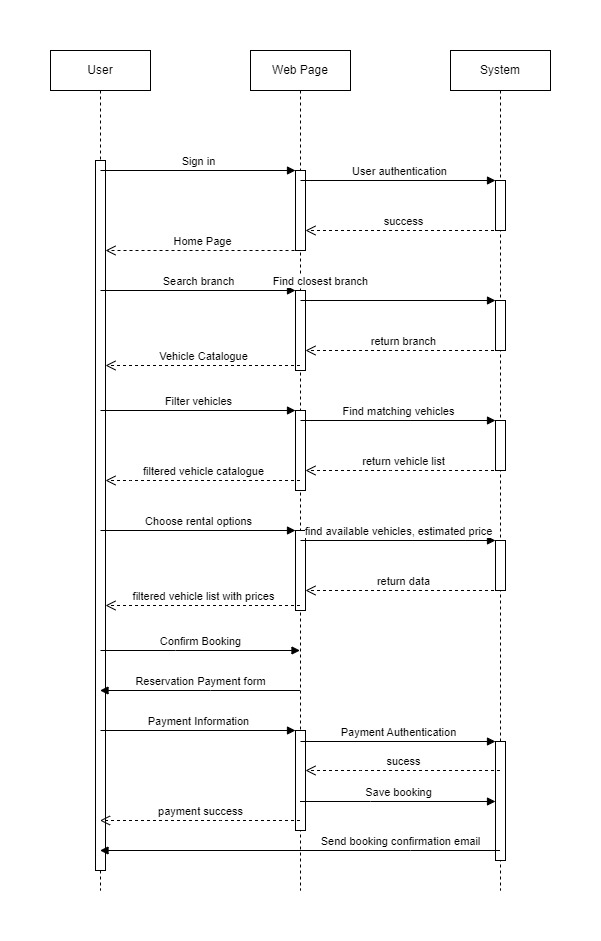 User
Web Page
System
Sign in
User authentication
success
Home Page
Search branch
Find closest branch
return branch
Vehicle Catalogue
Filter vehicles
Find matching vehicles
return vehicle list
filtered vehicle catalogue
Choose rental options
find available vehicles, estimated price
return data
filtered vehicle list with prices
Confirm Booking
Reservation Payment form
Payment Information
Payment Authentication
sucess
Save booking
payment success
Send booking confirmation email